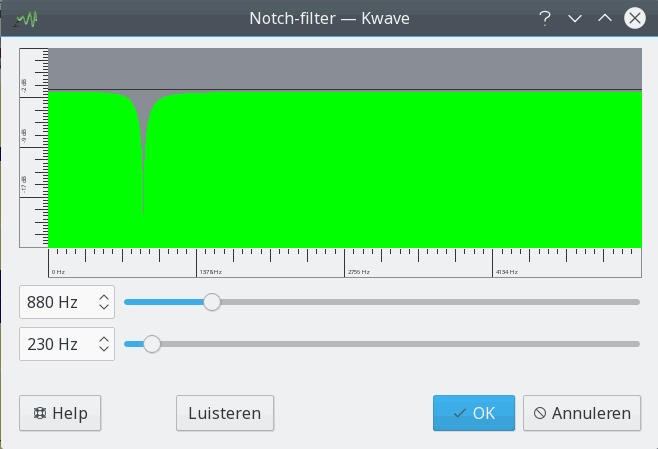 Notch-filter — Kwave
-2 dB
-9 dB
-17 dB
0 Hz 1378Hz 2756 Hz 4134 Hz
880 Hz
230 Hz
Help Luisteren OK Annuleren